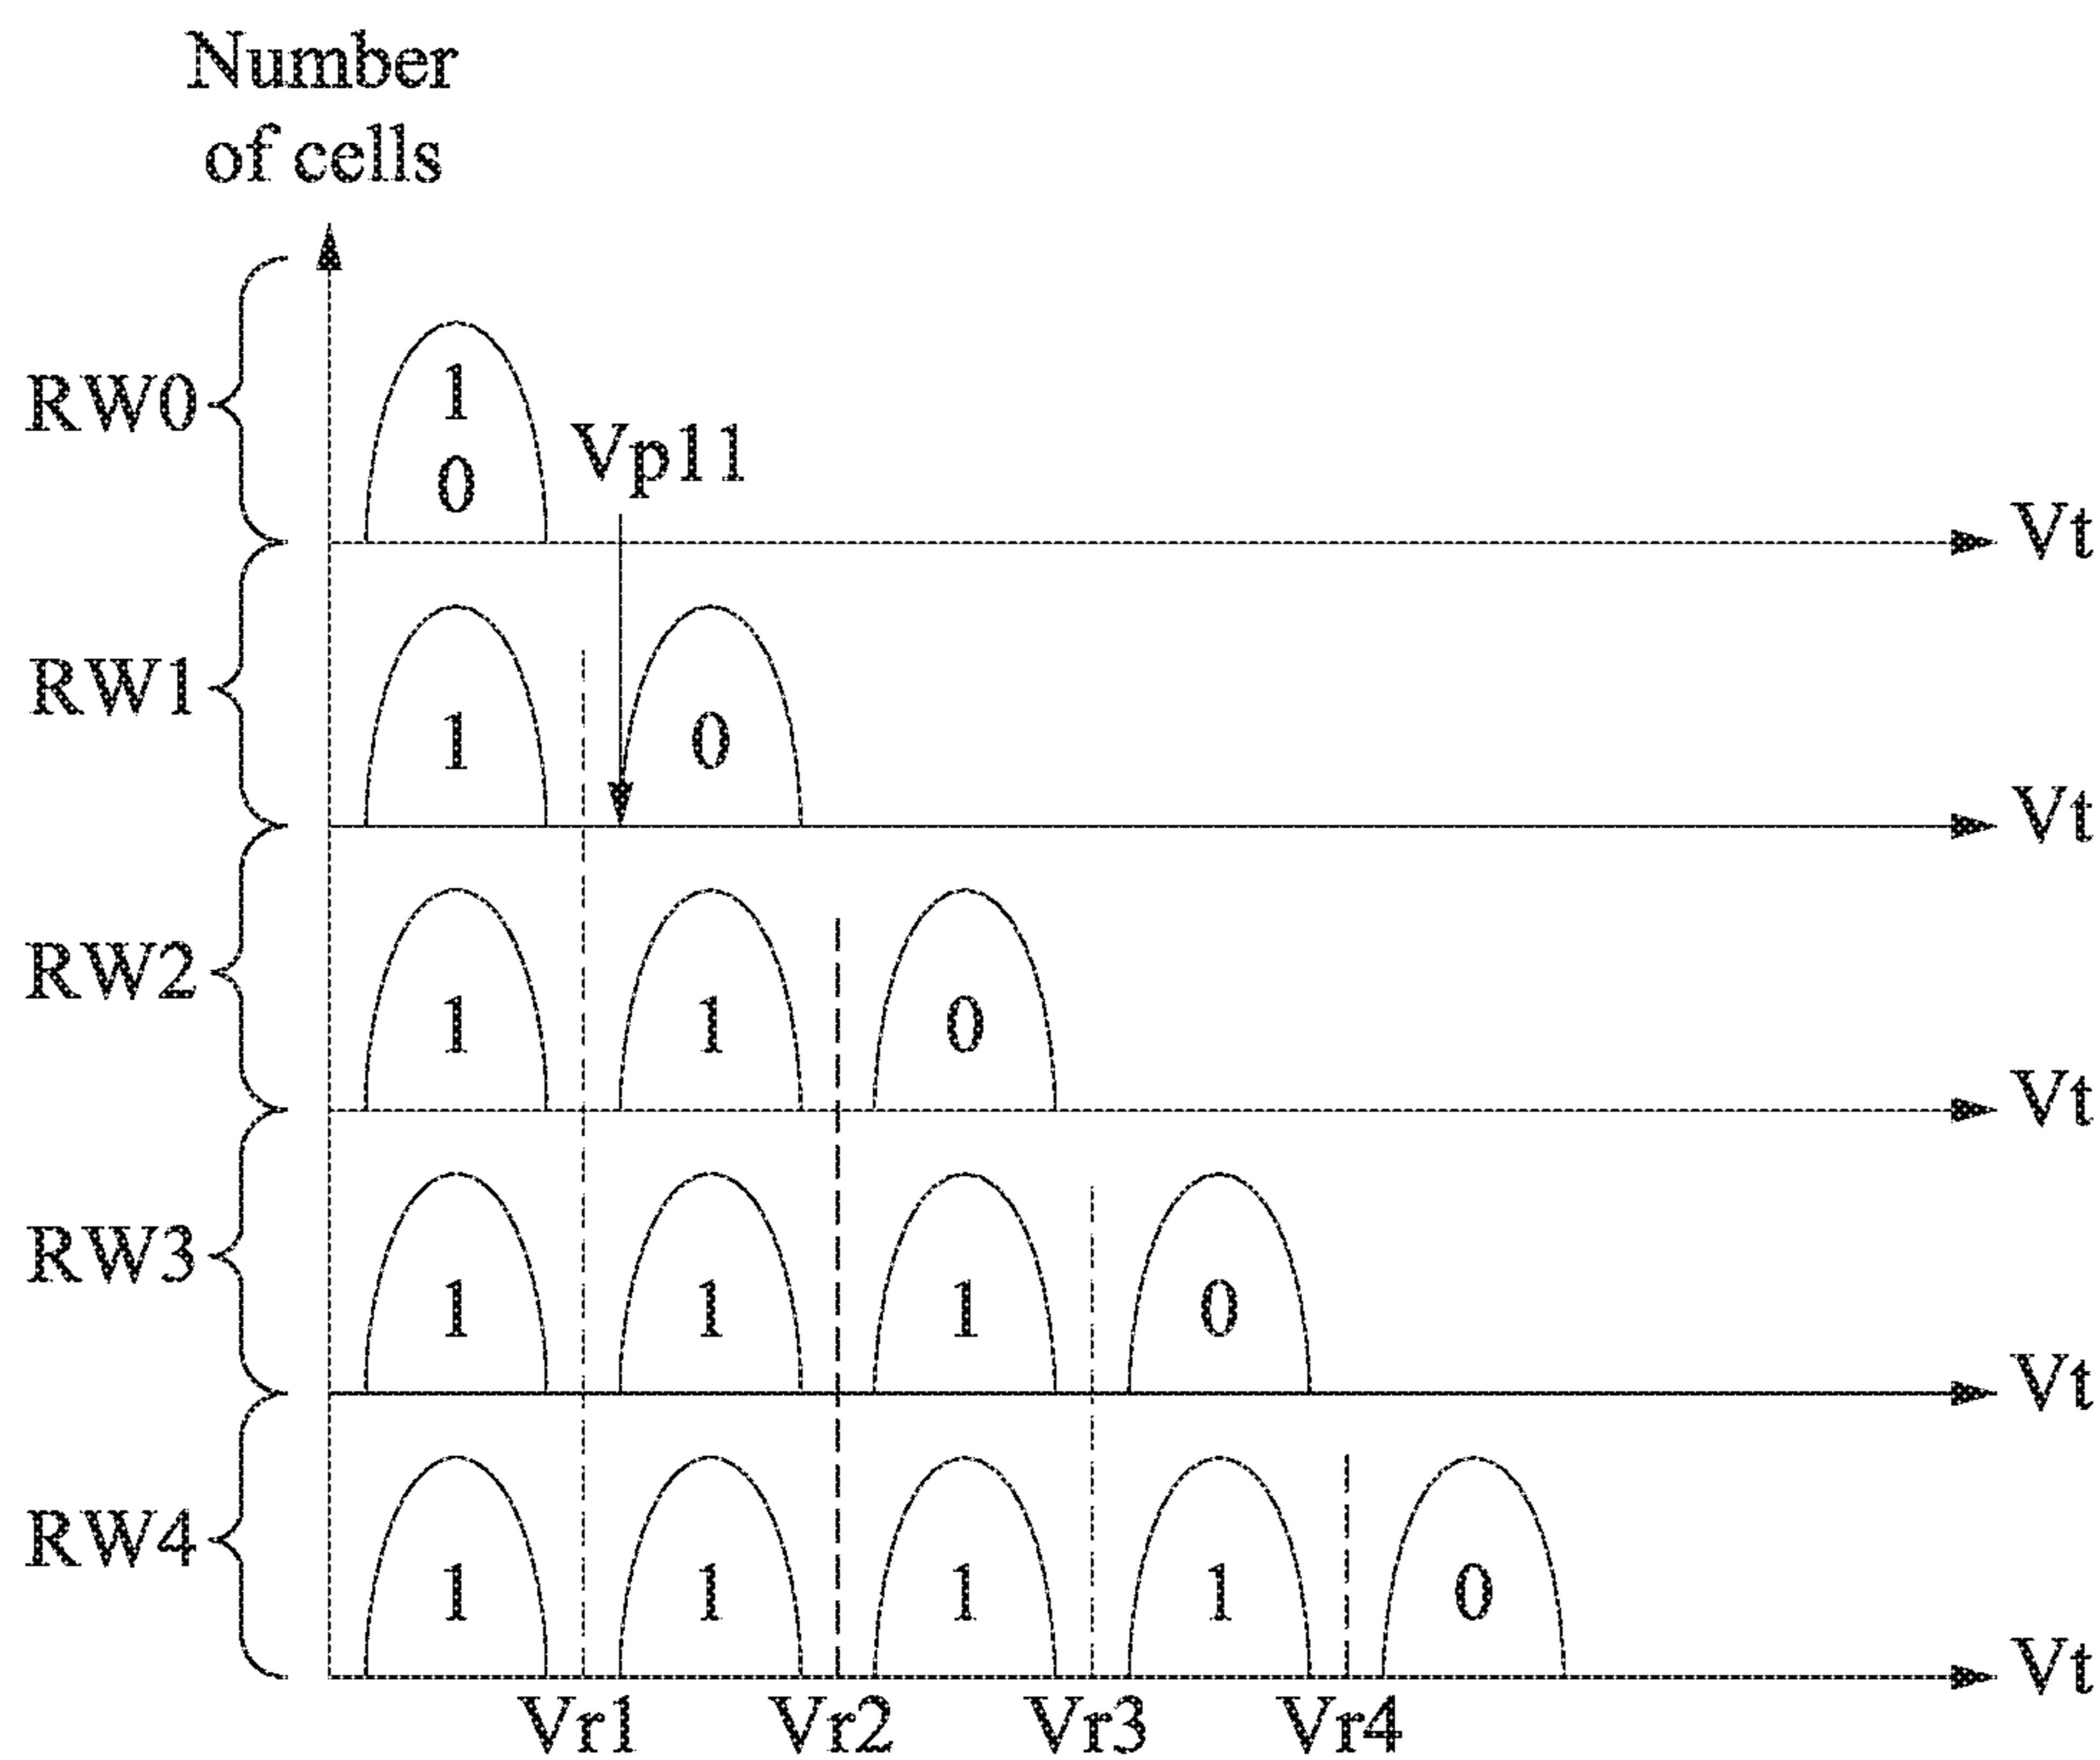 Number
of cells
RW0
1
0
Vp11
Vt
RW1
1 0
Vt
RW2
1 1 0
Vt
RW3
1 1 1 0
Vt
RW4
1 1 1 1 0
Vt
Vr1 Vr2 Vr3 Vr4